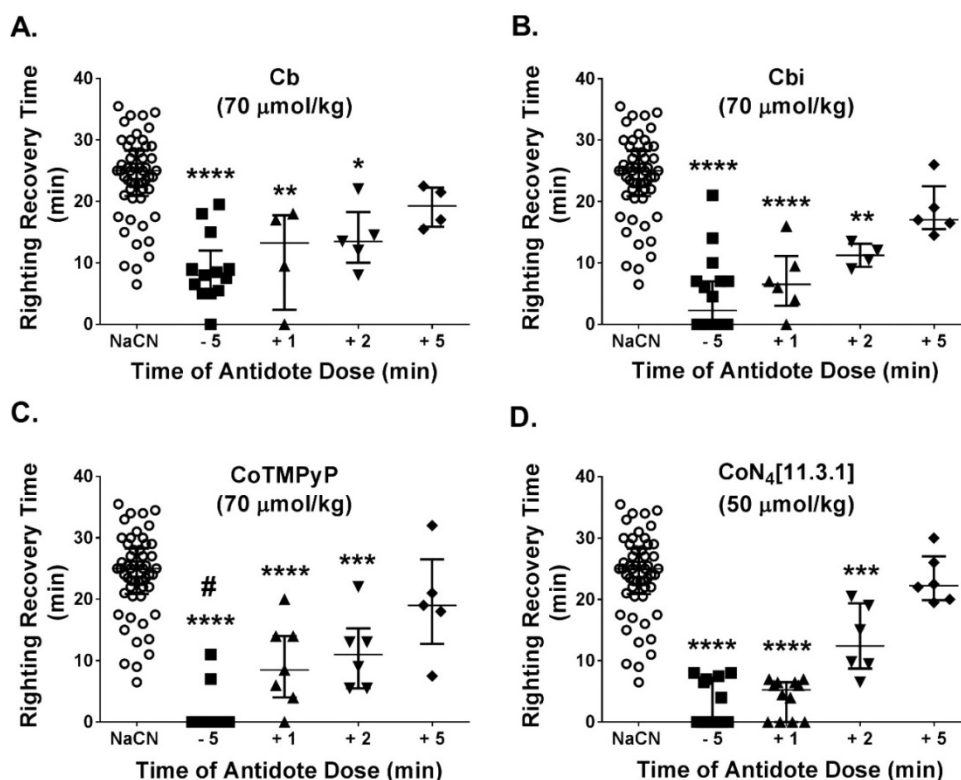 A.
Cb
(70 μmol/kg)
Righting Recovery Time
(min)
40
30
20
10
0
****
**
*
NaCN
- 5
+ 1
+ 2
+ 5
Time of Antidote Dose (min)
B.
Cbi
(70 μmol/kg)
Righting Recovery Time
(min)
40
30
20
10
0
****
****
**
NaCN
- 5
+ 1
+ 2
+ 5
Time of Antidote Dose (min)
C.
CoTMPyP
(70 μmol/kg)
Righting Recovery Time
(min)
40
30
20
10
0
#
****
****
***
NaCN
- 5
+ 1
+ 2
+ 5
Time of Antidote Dose (min)
D.
CoN₄[11.3.1]
(50 μmol/kg)
Righting Recovery Time
(min)
40
30
20
10
0
****
****
***
NaCN
- 5
+ 1
+ 2
+ 5
Time of Antidote Dose (min)